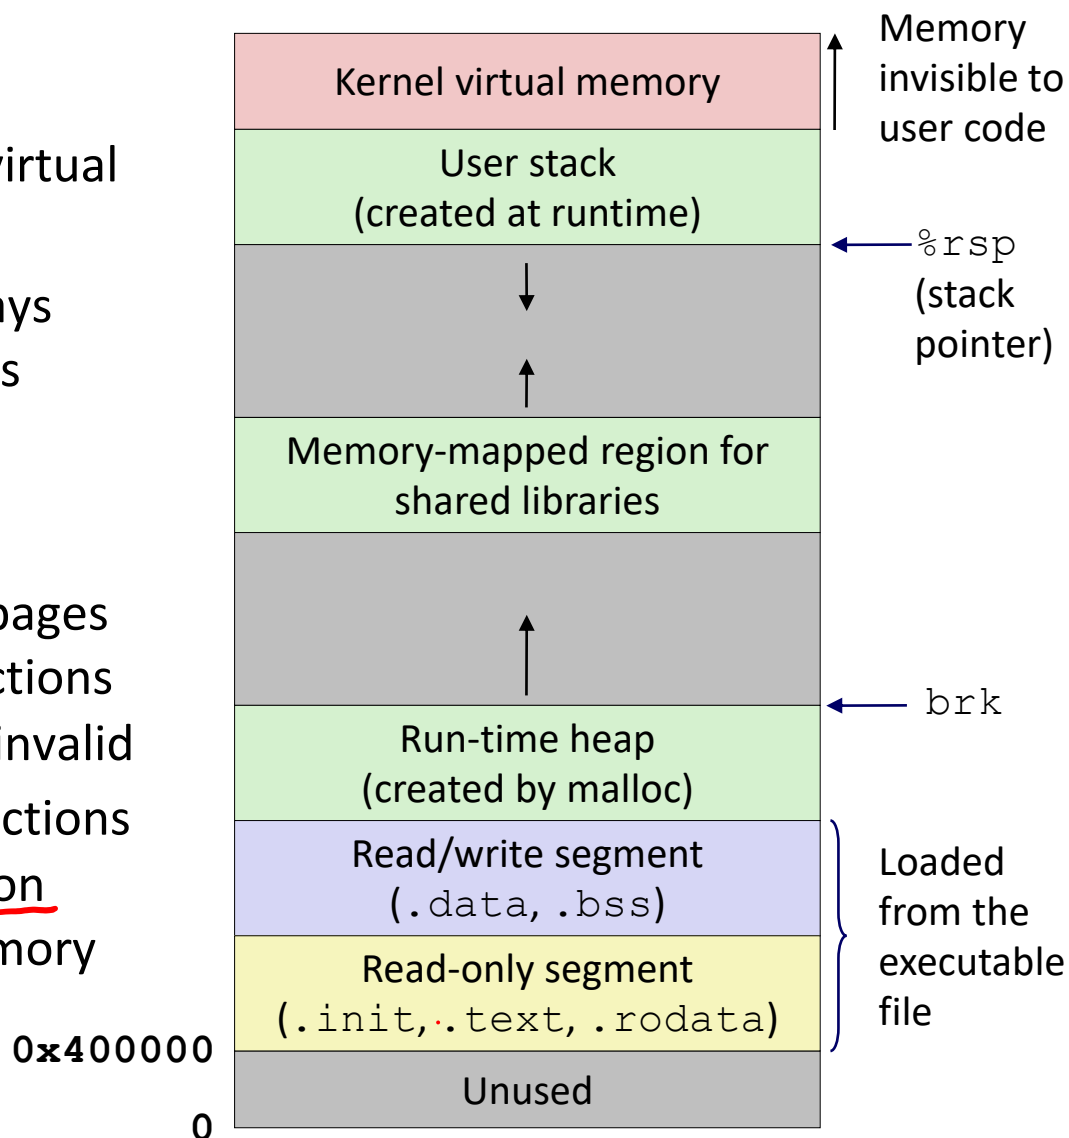 Memory
invisible to
user code
Kernel virtual memory
User stack
(created at runtime)
%rsp
(stack
pointer)
Memory-mapped region for
shared libraries
brk
Run-time heap
(created by malloc)
Read/write segment
(.data, .bss)
Read-only segment
(.init, .text, .rodata)
Loaded
from the
executable
file
0x400000
Unused
0
virtual
ays
s
pages
ctions
invalid
ctions
on
mory